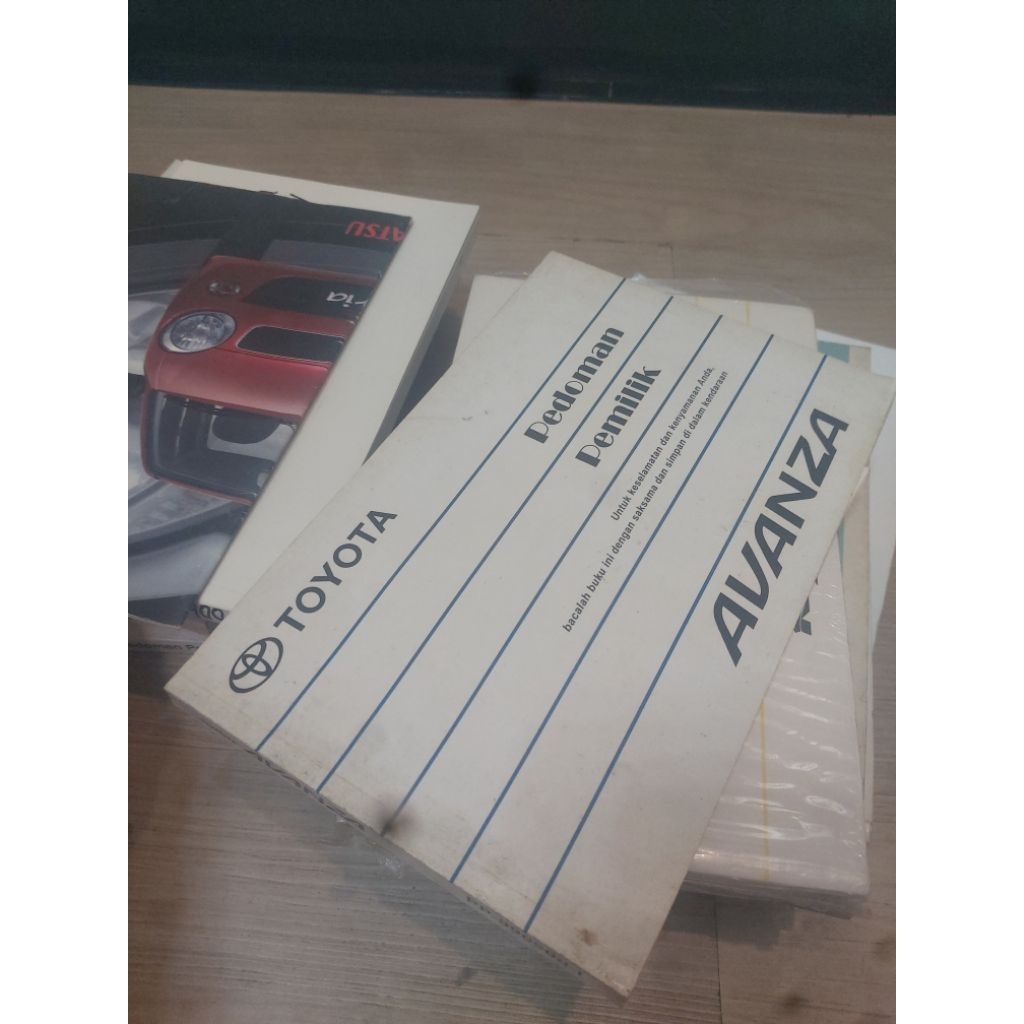 TOYOTA
Pedoman
Pemilik
Untuk keselamatan dan kenyamanan Anda,
bacalah buku ini dengan saksama dan simpan di dalam kendaraan
AVANZA
ATSU
ria